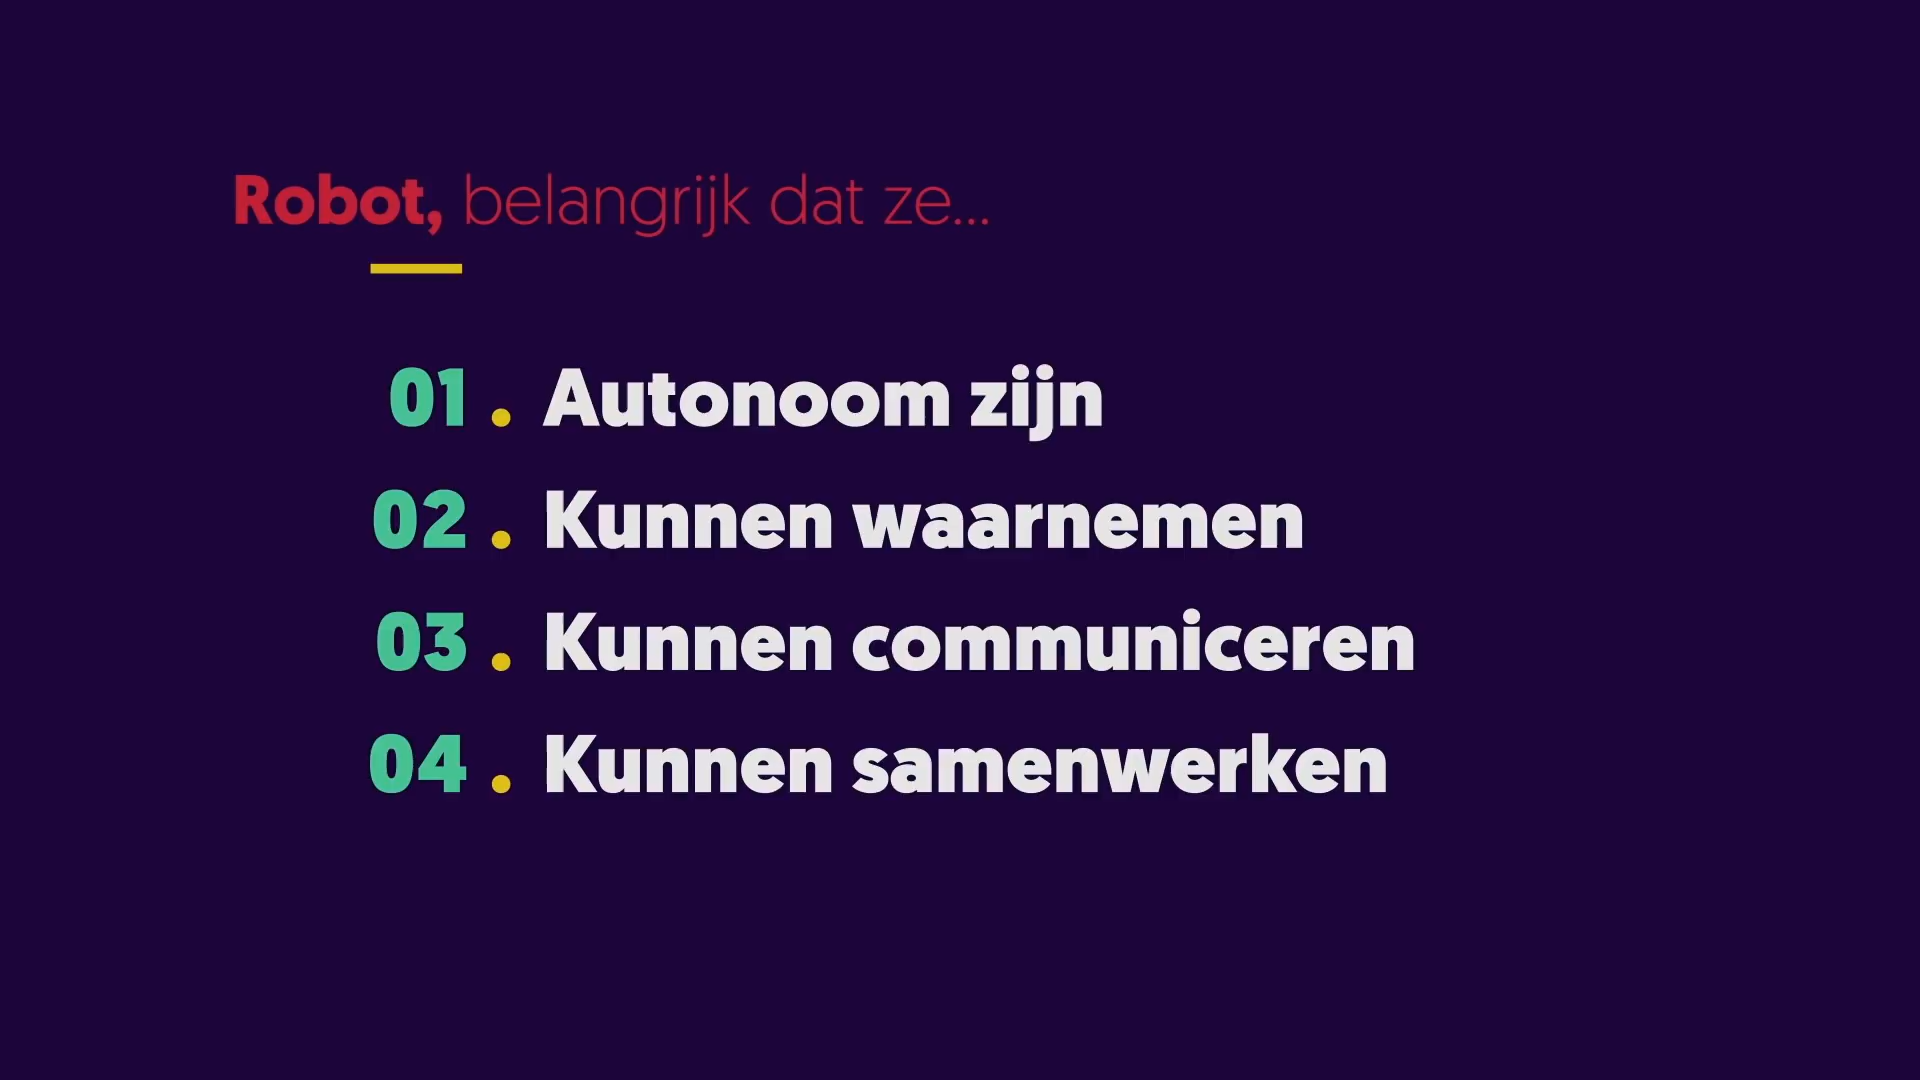 Robot, belangrijk dat ze...
01. Autonoom zijn
02. Kunnen waarnemen
03. Kunnen communiceren
04. Kunnen samenwerken